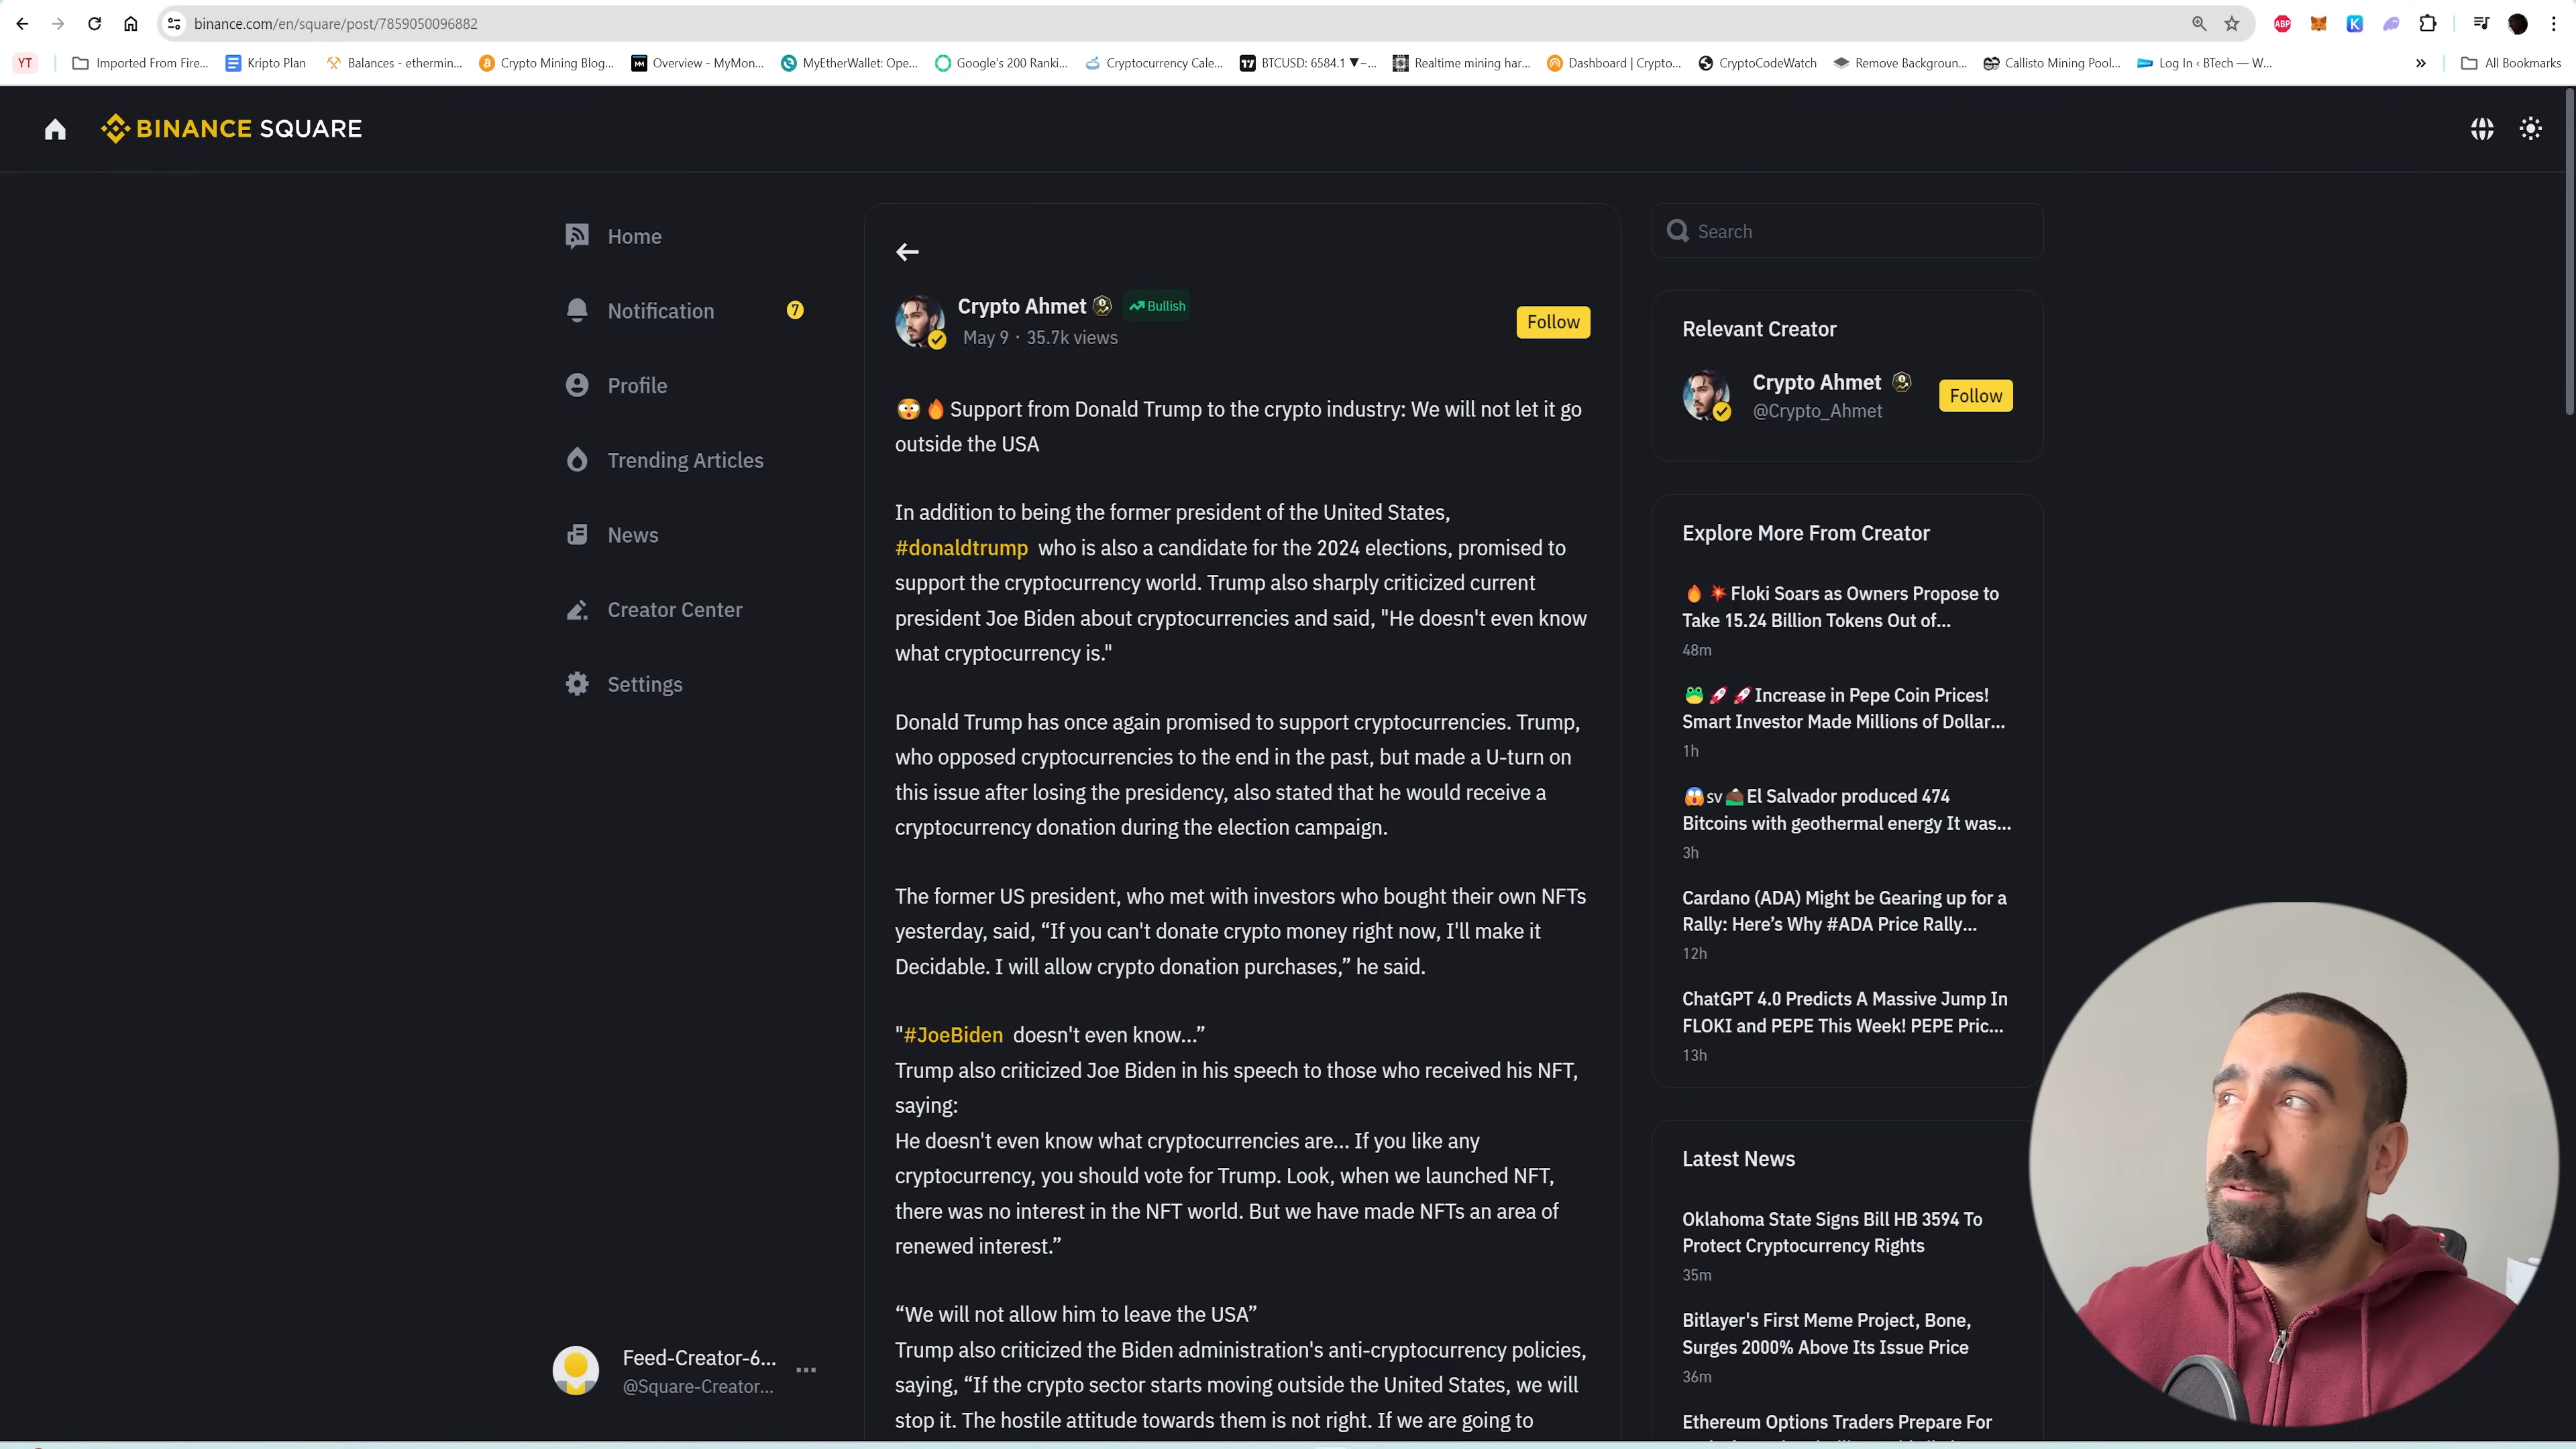 binance.com/en/square/post/7859050096882
ABP
YT
Imported From Fire...
Kripto Plan
Balances - ethermin...
Crypto Mining Blog...
Overview - MyMon...
MyEtherWallet: Ope...
Google's 200 Ranki...
Cryptocurrency Cale...
BTCUSD: 6584.1 ▼−...
Realtime mining har...
Dashboard | Crypto...
CryptoCodeWatch
Remove Backgroun...
Callisto Mining Pool...
Log In ‹ BTech — W...
»
All Bookmarks
BINANCE SQUARE
Home
Notification
7
Profile
Trending Articles
News
Creator Center
Settings
Feed-Creator-6...
@Square-Creator...
Crypto Ahmet
Bullish
May 9 · 35.7k views
Follow
🤯🔥Support from Donald Trump to the crypto industry: We will not let it go
outside the USA
In addition to being the former president of the United States,
#donaldtrump who is also a candidate for the 2024 elections, promised to
support the cryptocurrency world. Trump also sharply criticized current
president Joe Biden about cryptocurrencies and said, "He doesn't even know
what cryptocurrency is."
Donald Trump has once again promised to support cryptocurrencies. Trump,
who opposed cryptocurrencies to the end in the past, but made a U-turn on
this issue after losing the presidency, also stated that he would receive a
cryptocurrency donation during the election campaign.
The former US president, who met with investors who bought their own NFTs
yesterday, said, “If you can't donate crypto money right now, I'll make it
Decidable. I will allow crypto donation purchases,” he said.
"#JoeBiden doesn't even know...”
Trump also criticized Joe Biden in his speech to those who received his NFT,
saying:
He doesn't even know what cryptocurrencies are... If you like any
cryptocurrency, you should vote for Trump. Look, when we launched NFT,
there was no interest in the NFT world. But we have made NFTs an area of
renewed interest.”
“We will not allow him to leave the USA”
Trump also criticized the Biden administration's anti-cryptocurrency policies,
saying, “If the crypto sector starts moving outside the United States, we will
stop it. The hostile attitude towards them is not right. If we are going to
Search
Relevant Creator
Crypto Ahmet
@Crypto_Ahmet
Follow
Explore More From Creator
🔥💥Floki Soars as Owners Propose to
Take 15.24 Billion Tokens Out of...
48m
🐸🚀🚀Increase in Pepe Coin Prices!
Smart Investor Made Millions of Dollar...
1h
😱sv🌋El Salvador produced 474
Bitcoins with geothermal energy It was...
3h
Cardano (ADA) Might be Gearing up for a
Rally: Here’s Why #ADA Price Rally...
12h
ChatGPT 4.0 Predicts A Massive Jump In
FLOKI and PEPE This Week! PEPE Pric...
13h
Latest News
Oklahoma State Signs Bill HB 3594 To
Protect Cryptocurrency Rights
35m
Bitlayer's First Meme Project, Bone,
Surges 2000% Above Its Issue Price
36m
Ethereum Options Traders Prepare For